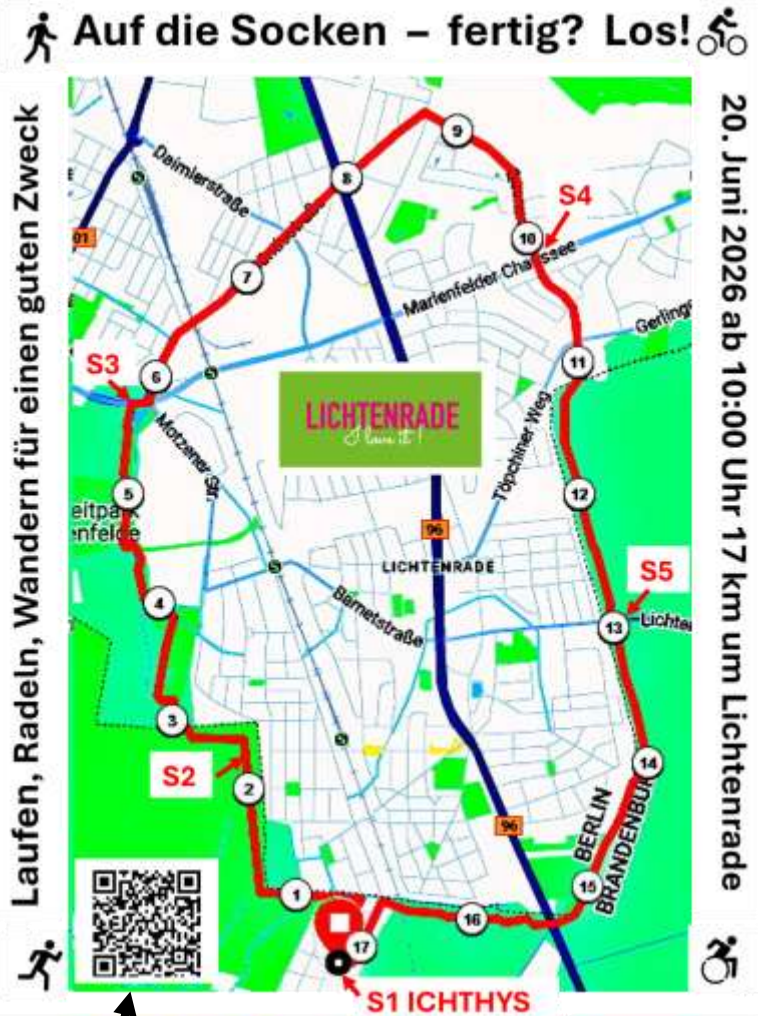 Auf die Socken – fertig? Los!
Laufen, Radeln, Wandern für einen guten Zweck
20. Juni 2026 ab 10:00 Uhr 17 km um Lichtenrade
9
Daimlerstraße
8
S4
10
7
Marienfelder Chaussee
S3
6
11
LICHTENRADE
I love it!
Motzener Str.
Töpchiner Weg
5
12
96
LICHTENRADE
S5
4
Barnetstraße
13
3
S2
14
2
96
BERLIN
BRANDENBU
15
1
16
17
S1 ICHTHYS